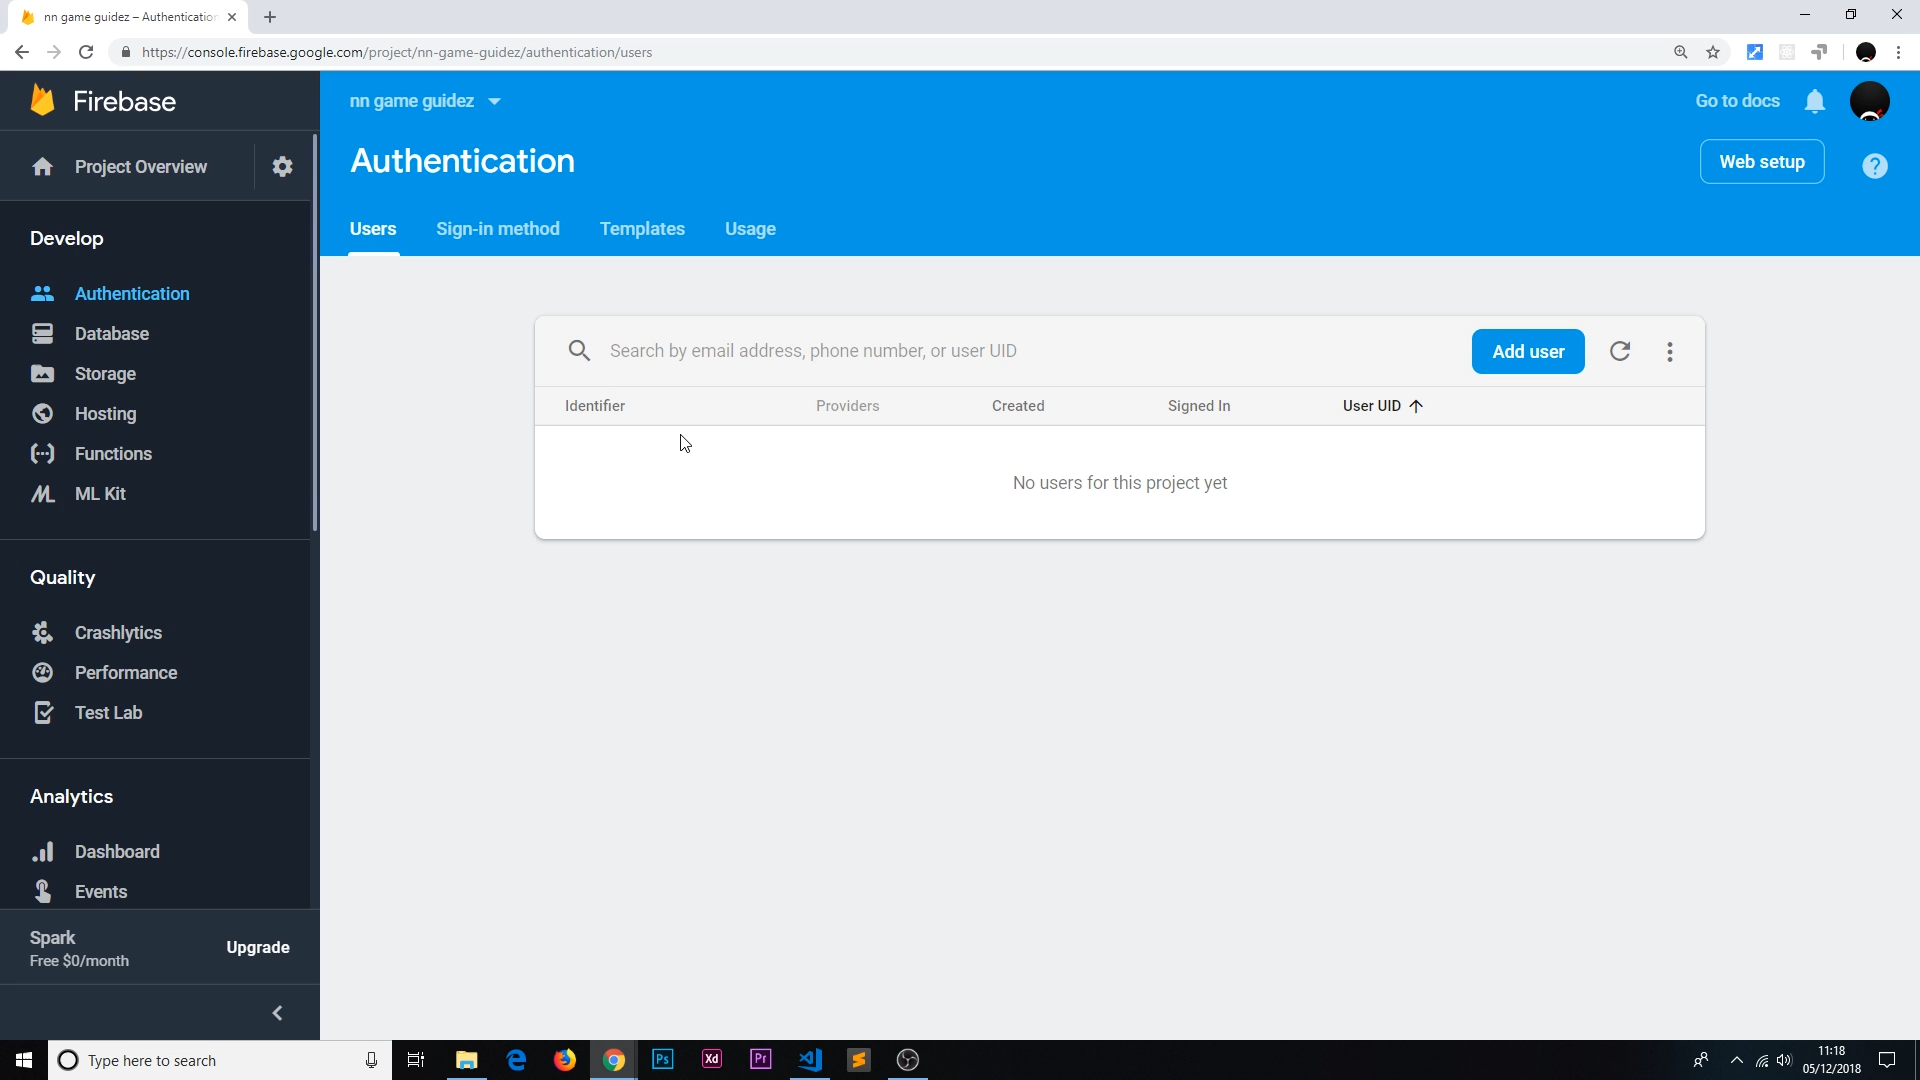 nn game guidez – Authentication
https://console.firebase.google.com/project/nn-game-guidez/authentication/users
Firebase
nn game guidez
Go to docs
Project Overview
Authentication
Web setup
?
Users
Sign-in method
Templates
Usage
Develop
Authentication
Database
Storage
Hosting
Functions
ML Kit
Search by email address, phone number, or user UID
Add user
Identifier
Providers
Created
Signed In
User UID
No users for this project yet
Quality
Crashlytics
Performance
Test Lab
Analytics
Dashboard
Events
Spark
Free $0/month
Upgrade
Type here to search
Ps
Xd
Pr
11:18
05/12/2018